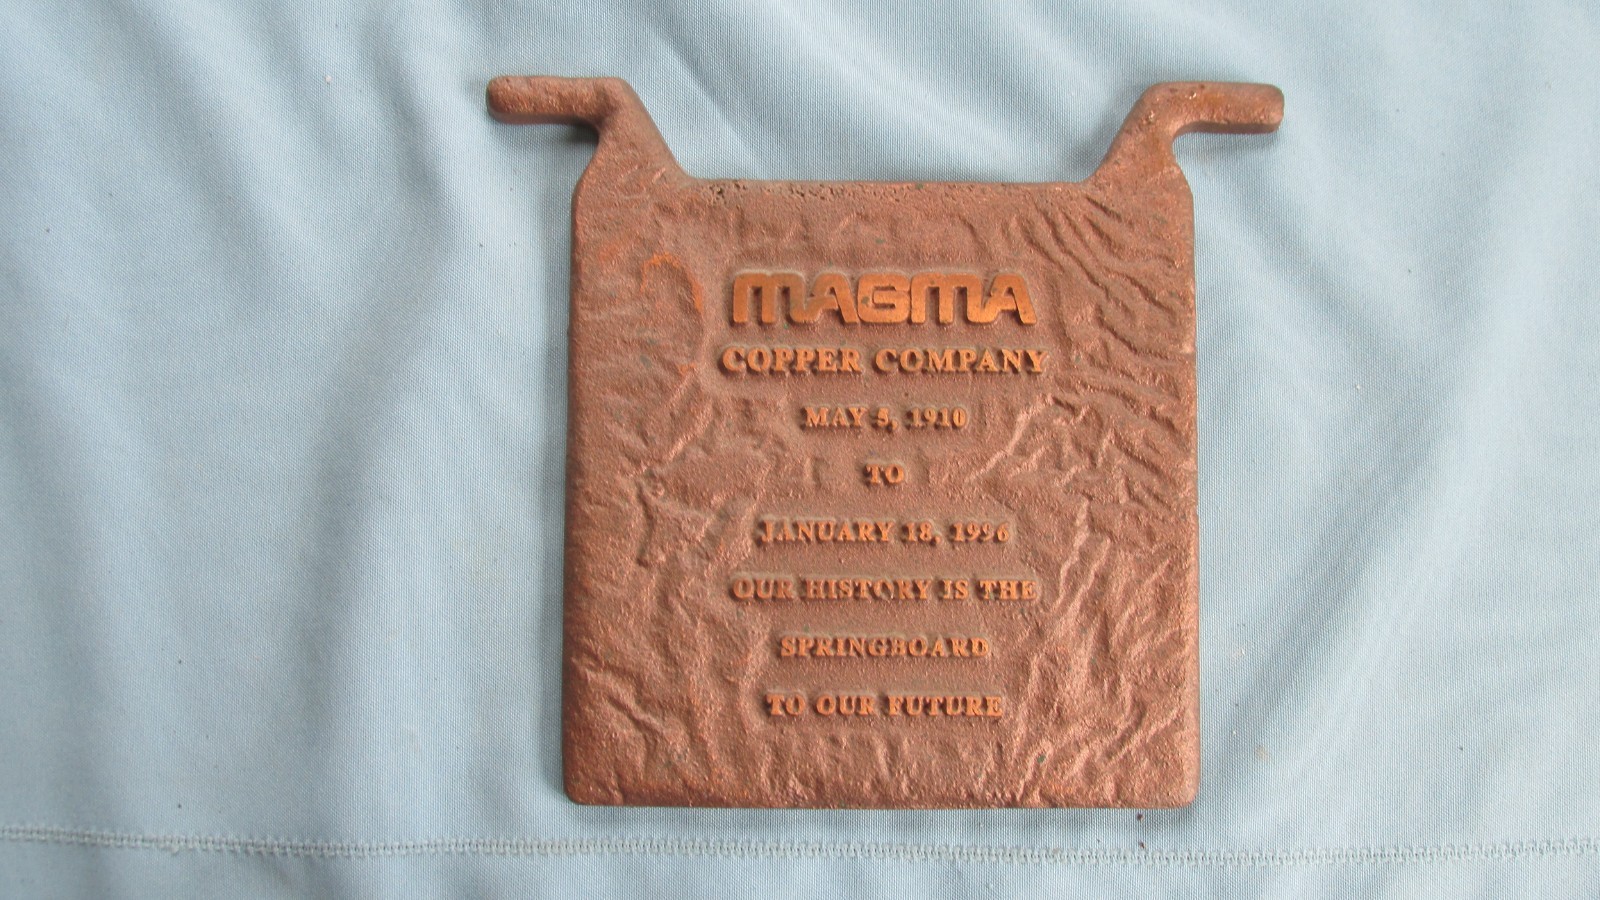 MAGMA
COPPER COMPANY
MAY 5, 1910
TO
JANUARY 18, 1996
OUR HISTORY IS THE
SPRINGBOARD
TO OUR FUTURE